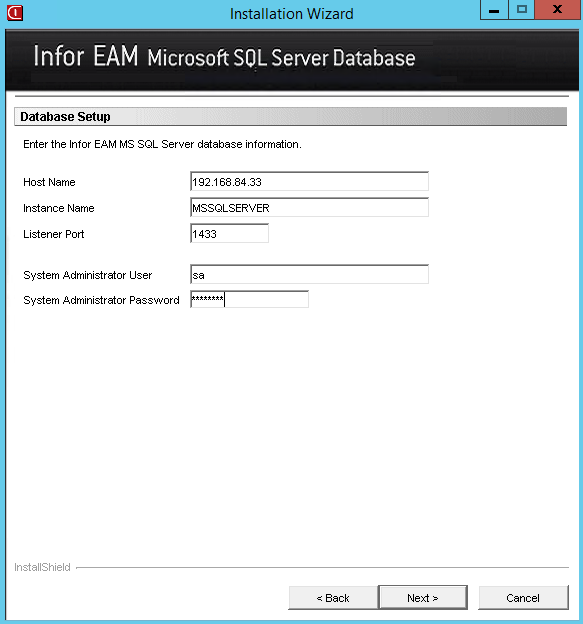 Installation Wizard
Infor EAM Microsoft SQL Server Database
Database Setup
Enter the Infor EAM MS SQL Server database information.
Host Name 192.168.84.33
Instance Name MSSQLSERVER
Listener Port 1433
System Administrator User sa
System Administrator Password ********
InstallShield
< Back Next > Cancel